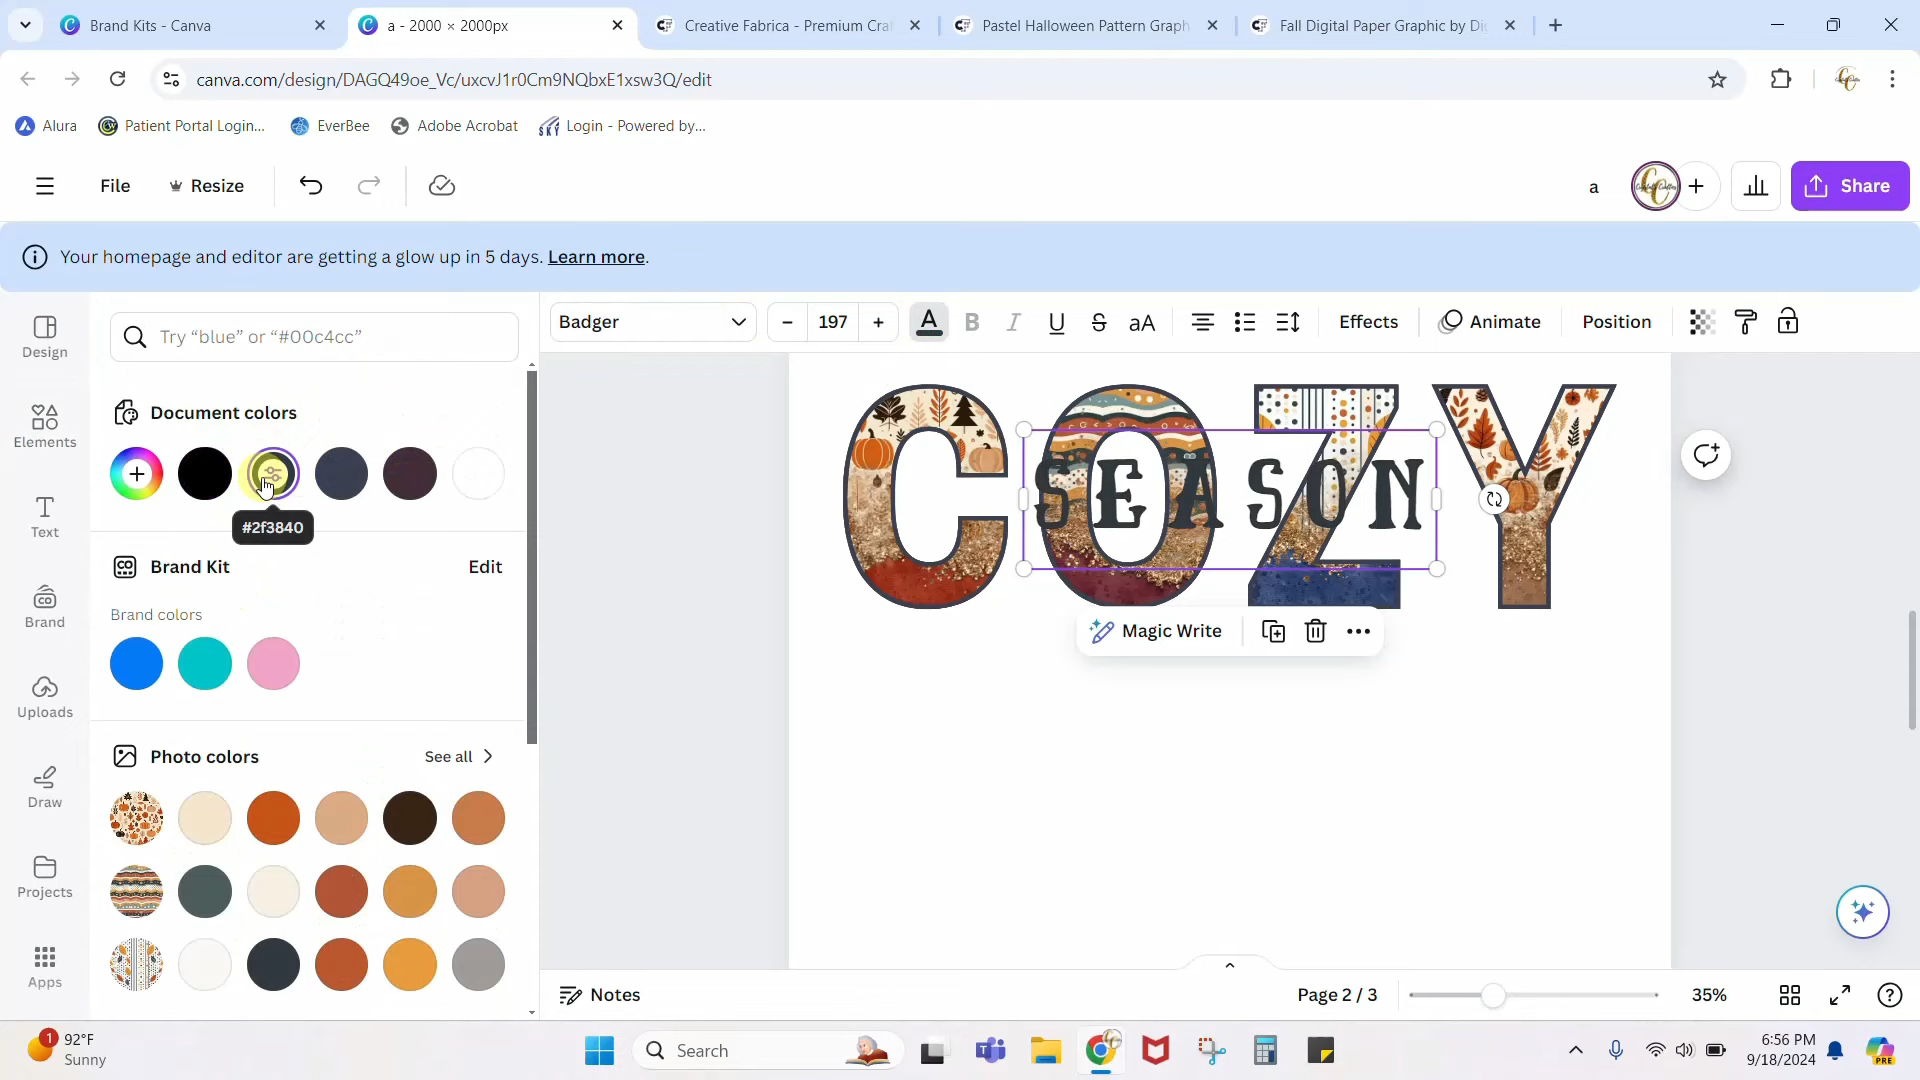 Brand Kits - Canva
a - 2000 × 2000px
Creative Fabrica - Premium Cra
Pastel Halloween Pattern Graph
Fall Digital Paper Graphic by Di
canva.com/design/DAGQ49oe_Vc/uxcvJ1r0Cm9NQbxE1xsw3Q/edit
Alura
Patient Portal Login...
EverBee
Adobe Acrobat
Login - Powered by...
File
Resize
a
Share
Your homepage and editor are getting a glow up in 5 days. Learn more.
Design
Elements
Text
Brand
Uploads
Draw
Projects
Apps
Try “blue” or “#00c4cc”
Document colors
#2f3840
Brand Kit
Edit
Brand colors
Photo colors
See all
Badger
197
A
B
I
U
S
aA
Effects
Animate
Position
COZY
SEASON
Magic Write
Notes
Page 2 / 3
35%
1
92°F
Sunny
Search
6:56 PM
9/18/2024
PRE